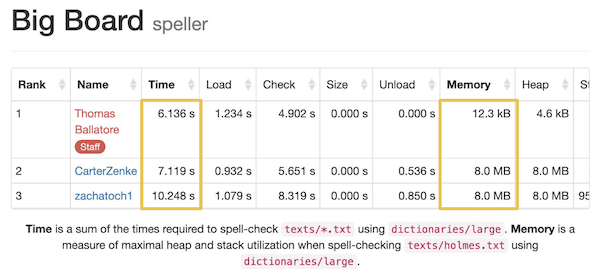 Big Board speller
Rank Name Time Load Check Size Unload Memory Heap St
1 Thomas 6.136 s 1.234 s 4.902 s 0.000 s 0.000 s 12.3 kB 4.6 kB
Ballatore
Staff
2 CarterZenke 7.119 s 0.932 s 5.651 s 0.000 s 0.536 s 8.0 MB 8.0 MB
3 zachatoch1 10.248 s 1.079 s 8.319 s 0.000 s 0.850 s 8.0 MB 8.0 MB 95
Time is a sum of the times required to spell-check texts/*.txt using dictionaries/large . Memory is a
measure of maximal heap and stack utilization when spell-checking texts/holmes.txt using
dictionaries/large .